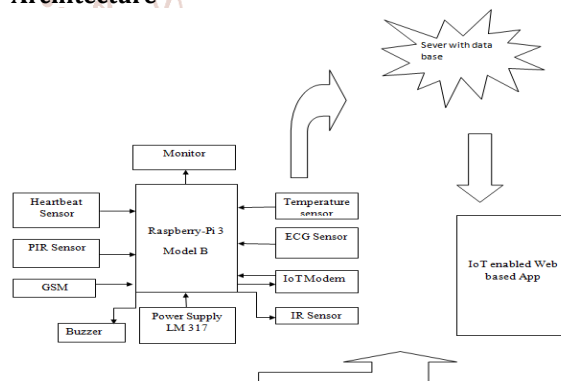 Architecture
Sever with data
base
Monitor
Heartbeat
Sensor
Raspberry-Pi 3
Model B
Temperature
sensor
PIR Sensor
ECG Sensor
GSM
IoT Modem
Buzzer
Power Supply
LM 317
IR Sensor
IoT enabled Web
based App